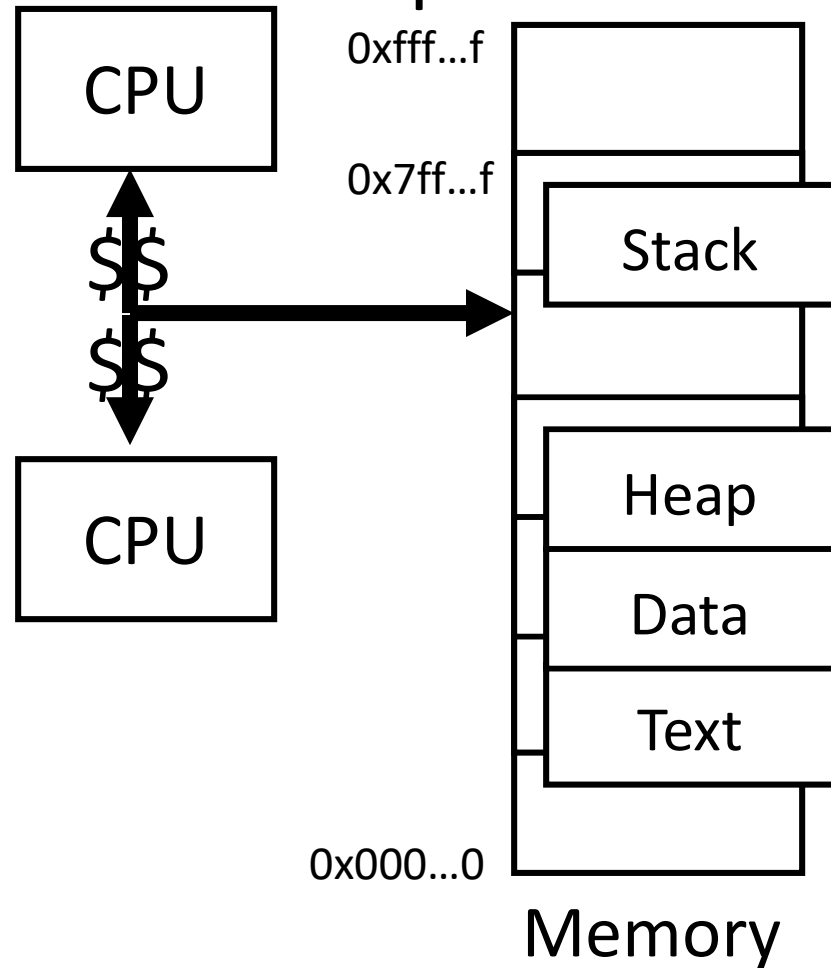 CPU
0xfff...f
0x7ff...f
Stack
$$
$$
Heap
CPU
Data
Text
0x000...0
Memory